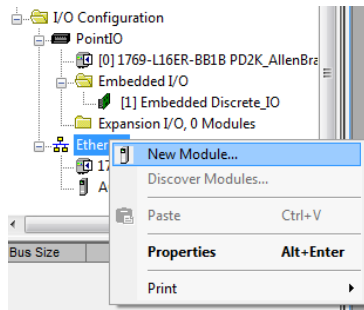 I/O Configuration
PointIO
[0] 1769-L16ER-BB1B PD2K_AllenBra
Embedded I/O
[1] Embedded Discrete_IO
Expansion I/O, 0 Modules
Ether
New Module...
17
Discover Modules...
A
Paste Ctrl+V
Bus Size
Properties Alt+Enter
Print